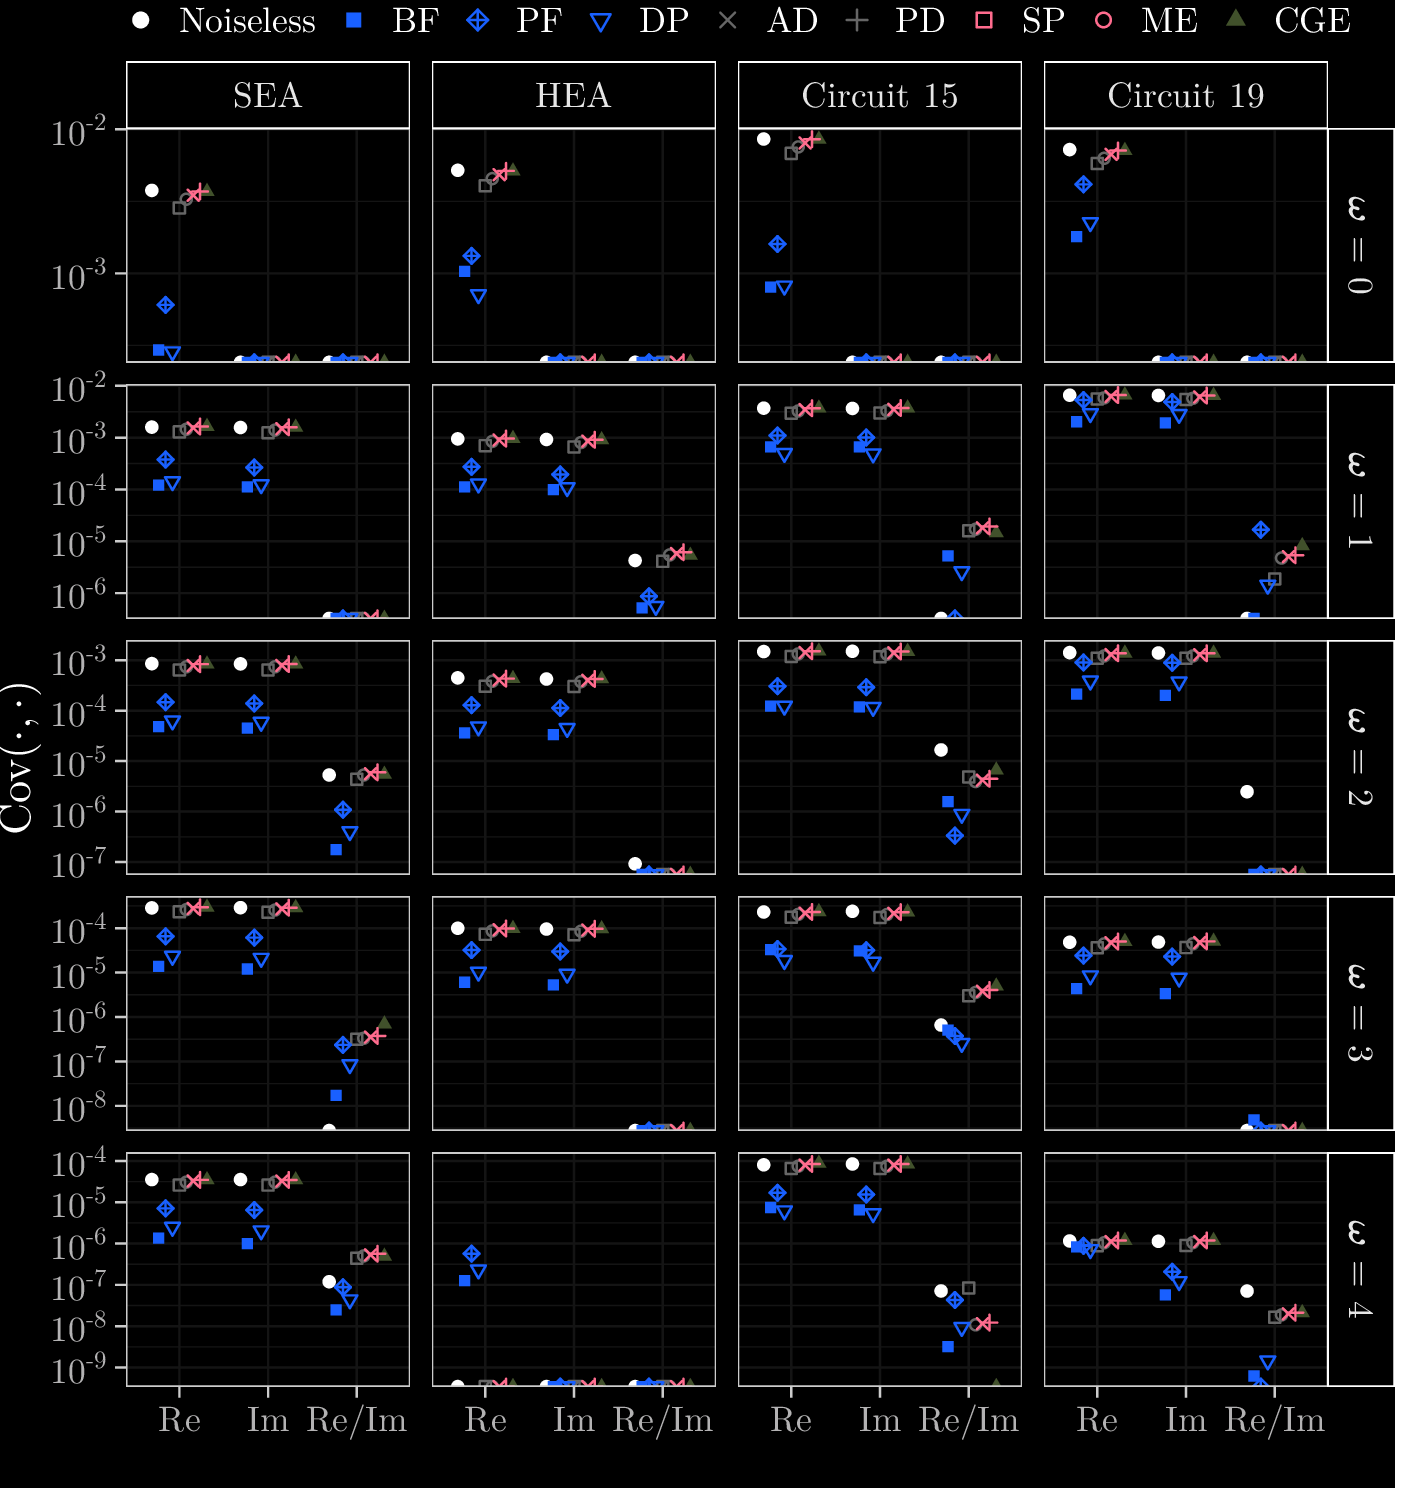 Noiseless BF PF DP AD PD SP ME CGE
SEA HEA Circuit 15 Circuit 19
10⁻²
10⁻³
ω = 0
10⁻²
10⁻³
10⁻⁴
10⁻⁵
10⁻⁶
ω = 1
10⁻³
10⁻⁴
10⁻⁵
10⁻⁶
10⁻⁷
ω = 2
Cov(·, ·)
10⁻⁴
10⁻⁵
10⁻⁶
10⁻⁷
10⁻⁸
ω = 3
10⁻⁴
10⁻⁵
10⁻⁶
10⁻⁷
10⁻⁸
10⁻⁹
ω = 4
Re Im Re/Im Re Im Re/Im Re Im Re/Im Re Im Re/Im